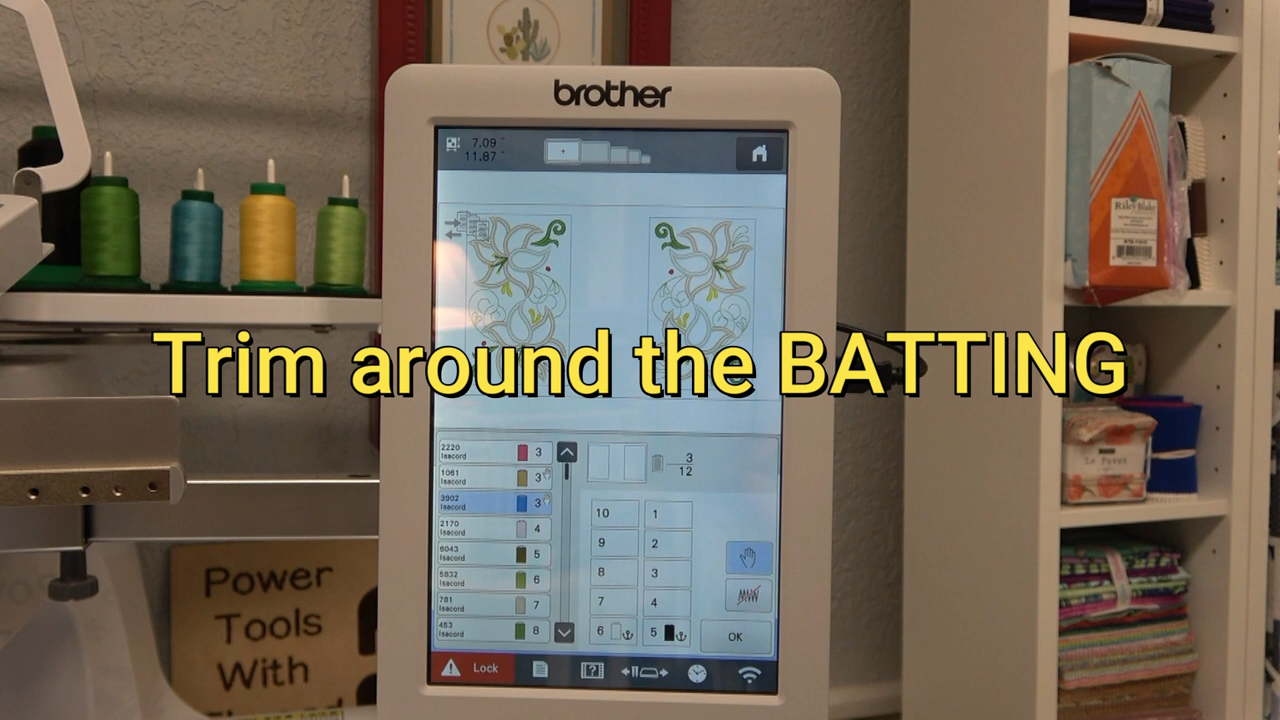 brother
7.09
11.87
Riley Blake
Trim around the BATTING
2220
Isacord
3
1061
Isacord
3
3902
Isacord
3
2170
Isacord
4
6043
Isacord
5
5832
Isacord
6
781
Isacord
7
453
Isacord
8
3
12
10
1
9
2
8
3
7
4
6
5
OK
Lock
Power
Tools
With